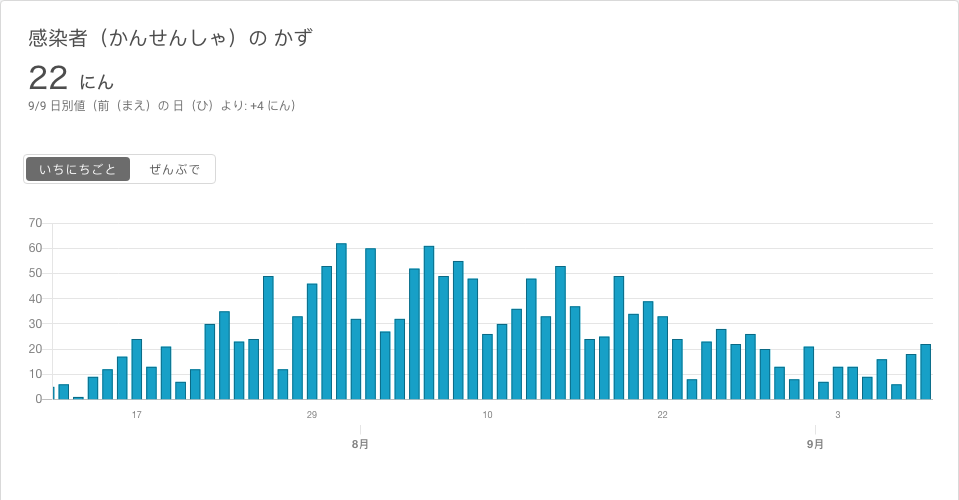 感染者（かんせんしゃ）の かず
22 にん
9/9 日別値（前（まえ）の 日（ひ）より: +4 にん）
いちにちごと ぜんぶで
70
60
50
40
30
20
10
0
17 29 10 22 3
8月 9月